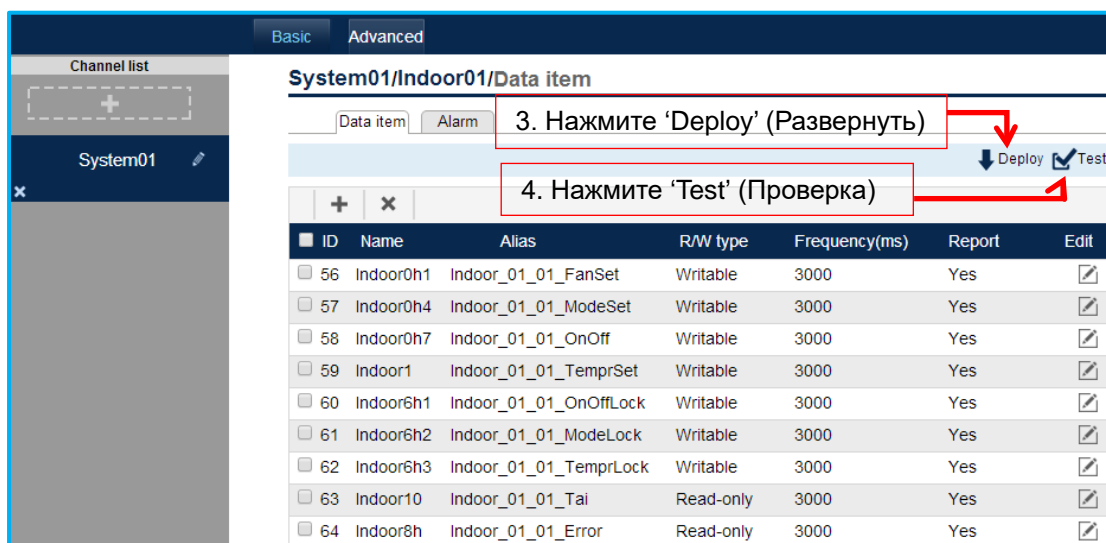 Basic Advanced
Channel list
System01/Indoor01/Data item
Data item Alarm
3. Нажмите ‘Deploy’ (Развернуть)
System01
Deploy Test
4. Нажмите ‘Test’ (Проверка)
ID Name Alias R/W type Frequency(ms) Report Edit
56 Indoor0h1 Indoor_01_01_FanSet Writable 3000 Yes
57 Indoor0h4 Indoor_01_01_ModeSet Writable 3000 Yes
58 Indoor0h7 Indoor_01_01_OnOff Writable 3000 Yes
59 Indoor1 Indoor_01_01_TemprSet Writable 3000 Yes
60 Indoor6h1 Indoor_01_01_OnOffLock Writable 3000 Yes
61 Indoor6h2 Indoor_01_01_ModeLock Writable 3000 Yes
62 Indoor6h3 Indoor_01_01_TemprLock Writable 3000 Yes
63 Indoor10 Indoor_01_01_Tai Read-only 3000 Yes
64 Indoor8h Indoor_01_01_Error Read-only 3000 Yes